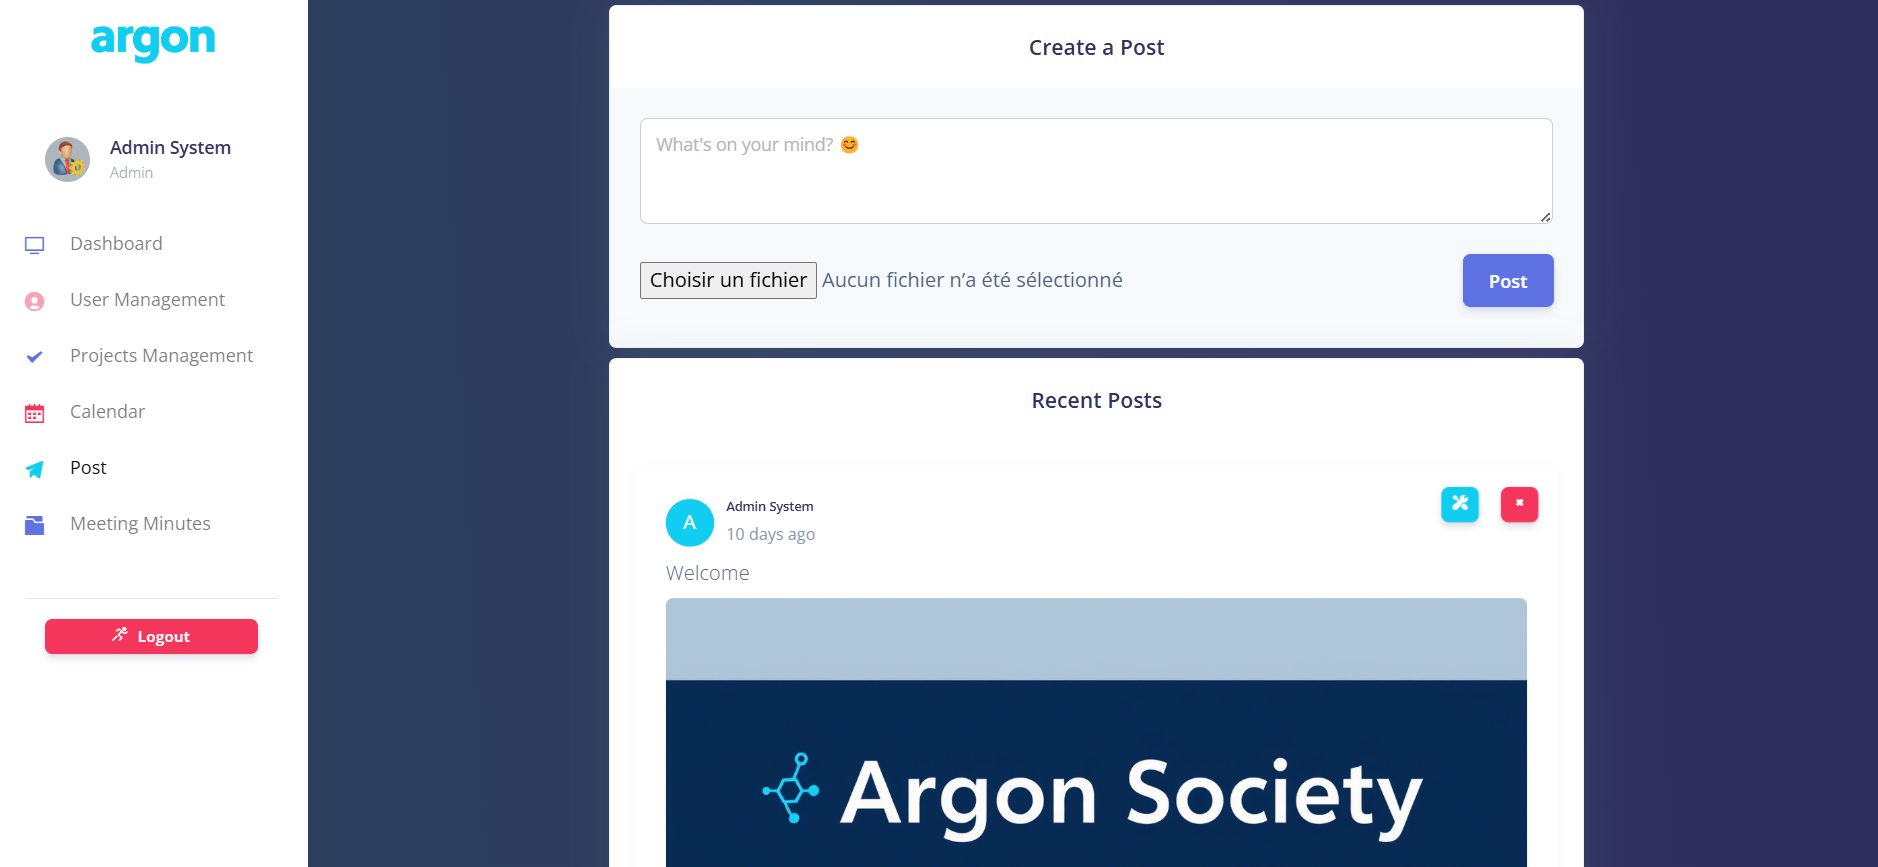 argon
Admin System
Admin
Dashboard
User Management
Projects Management
Calendar
Post
Meeting Minutes
Logout
Create a Post
What's on your mind? 😊
Choisir un fichier Aucun fichier n’a été sélectionné
Post
Recent Posts
A
Admin System
10 days ago
Welcome
Argon Society